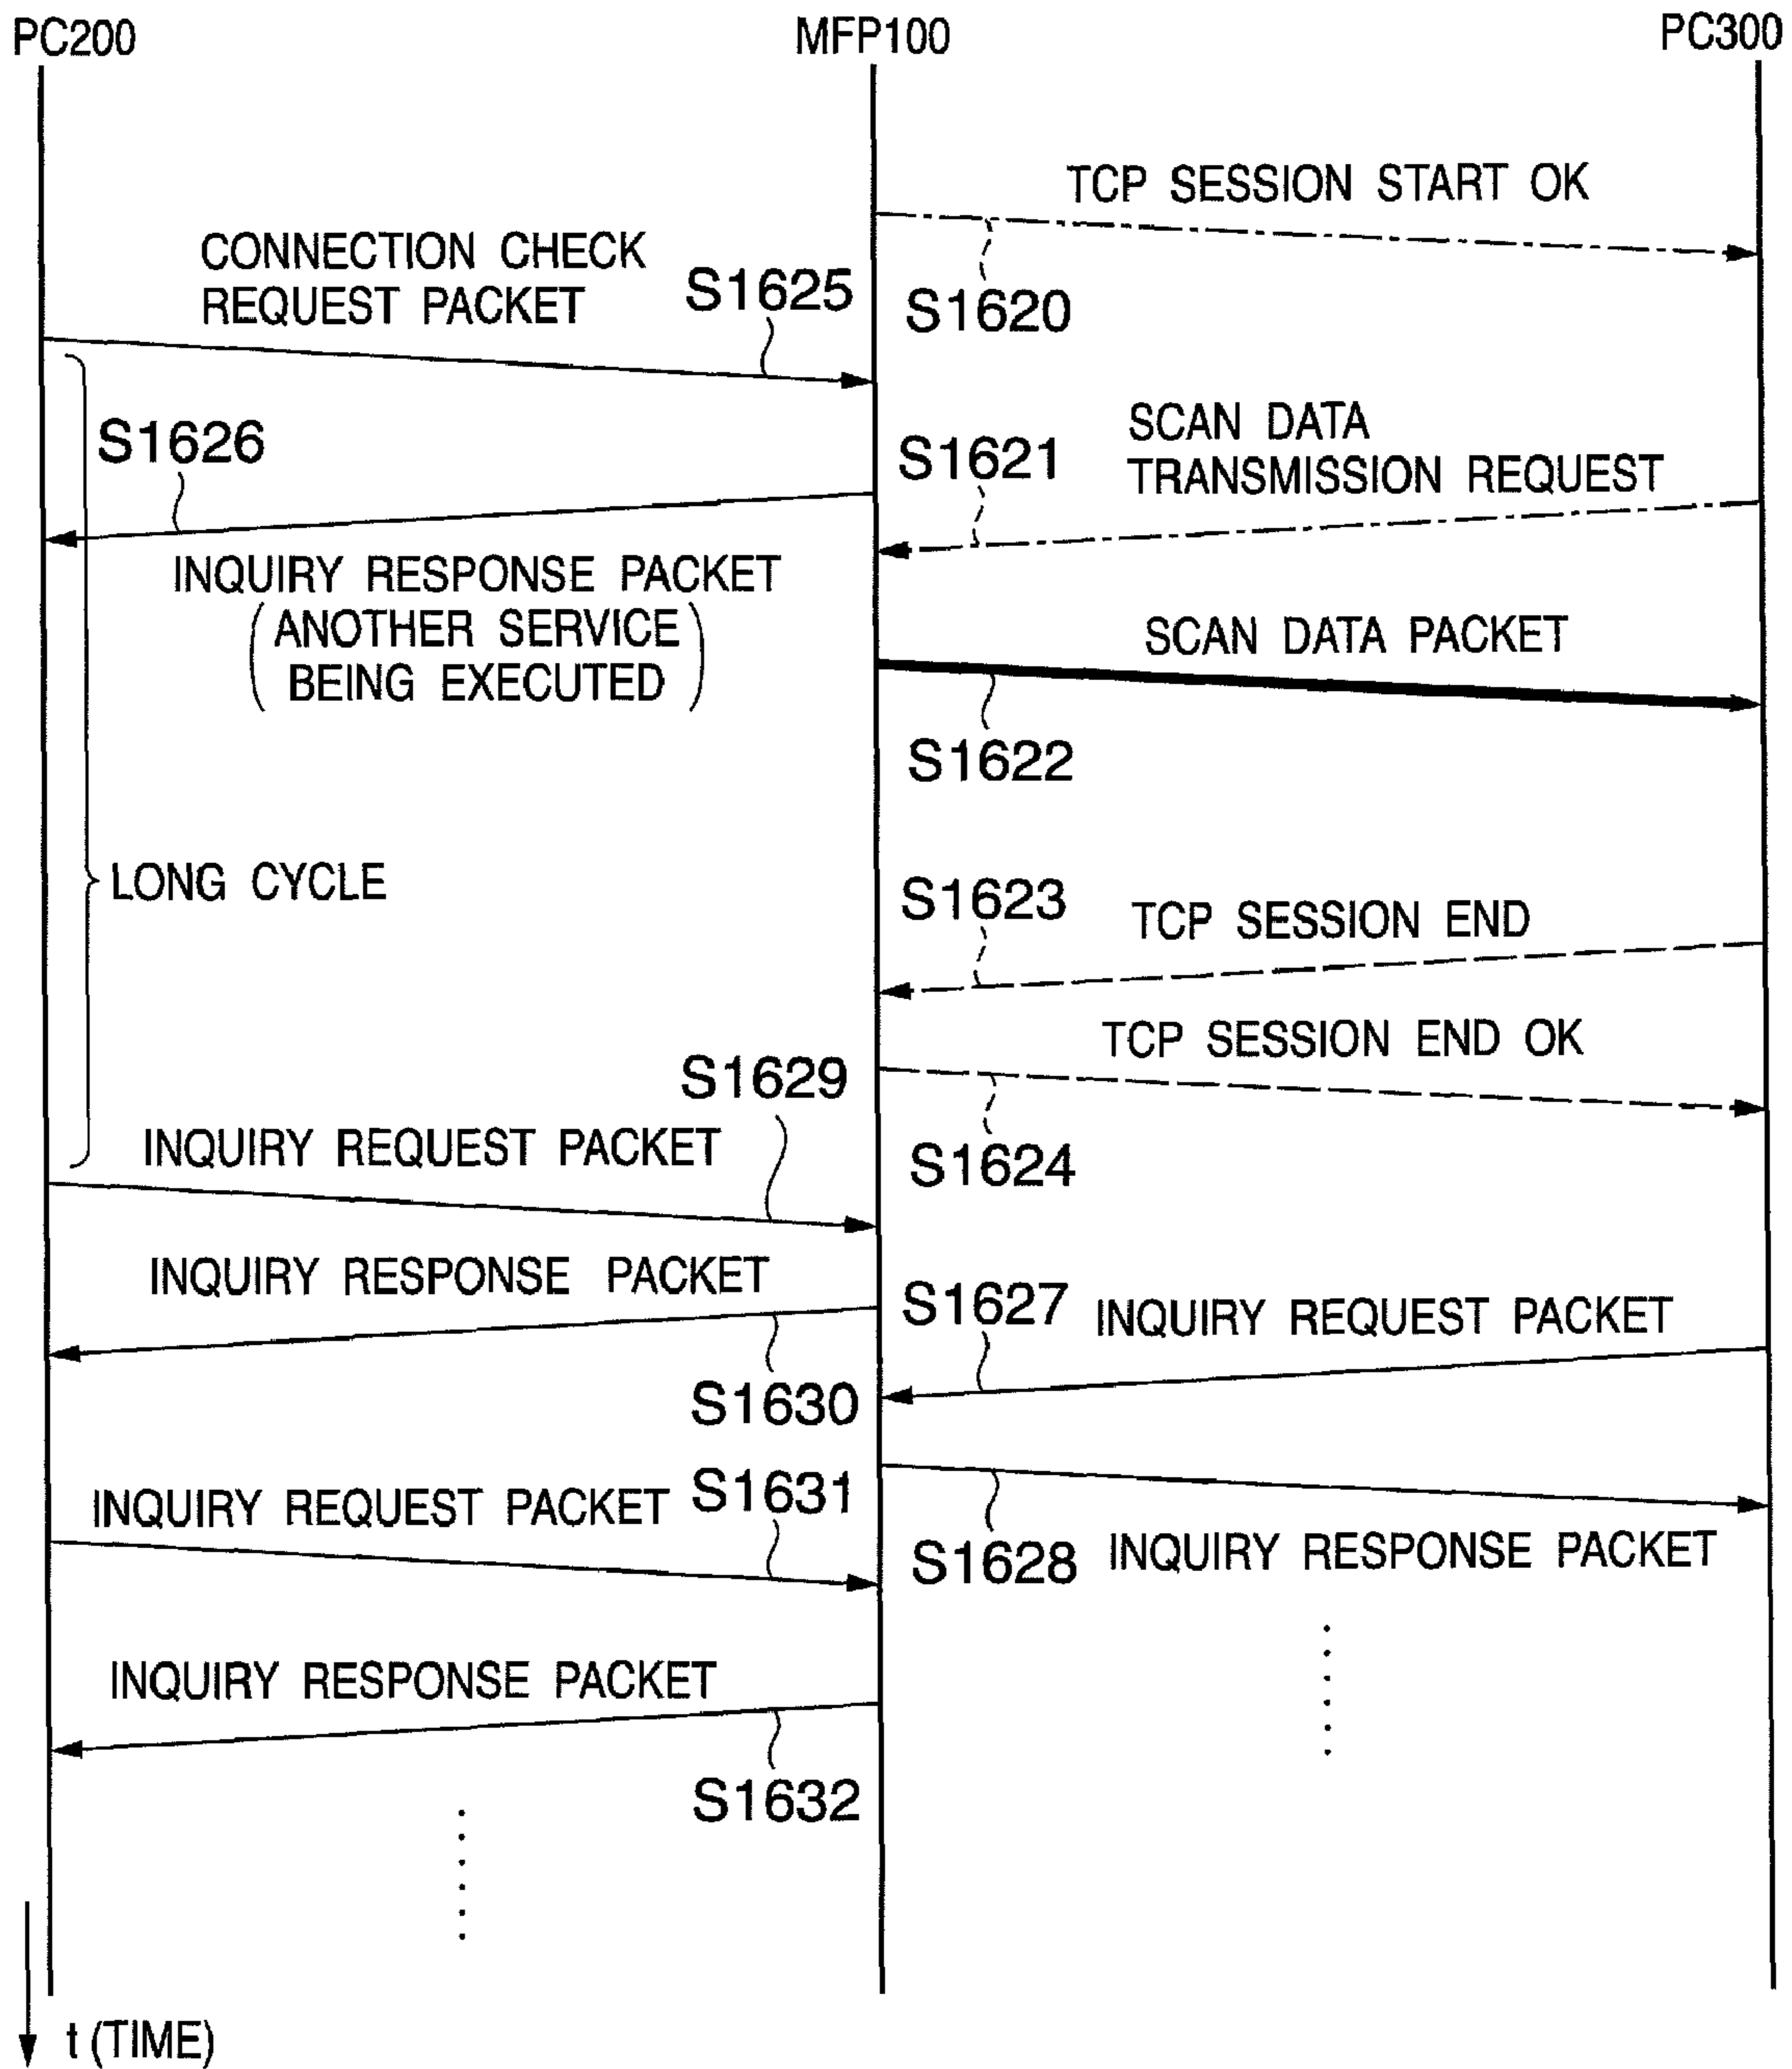 PC200
MFP100
PC300
TCP SESSION START OK
CONNECTION CHECK
REQUEST PACKET
S1625
S1620
S1626
S1621
SCAN DATA
TRANSMISSION REQUEST
INQUIRY RESPONSE PACKET
(ANOTHER SERVICE
BEING EXECUTED)
SCAN DATA PACKET
S1622
LONG CYCLE
S1623
TCP SESSION END
TCP SESSION END OK
S1629
INQUIRY REQUEST PACKET
S1624
INQUIRY RESPONSE PACKET
S1627
INQUIRY REQUEST PACKET
S1630
INQUIRY REQUEST PACKET
S1631
S1628
INQUIRY RESPONSE PACKET
INQUIRY RESPONSE PACKET
S1632
t (TIME)